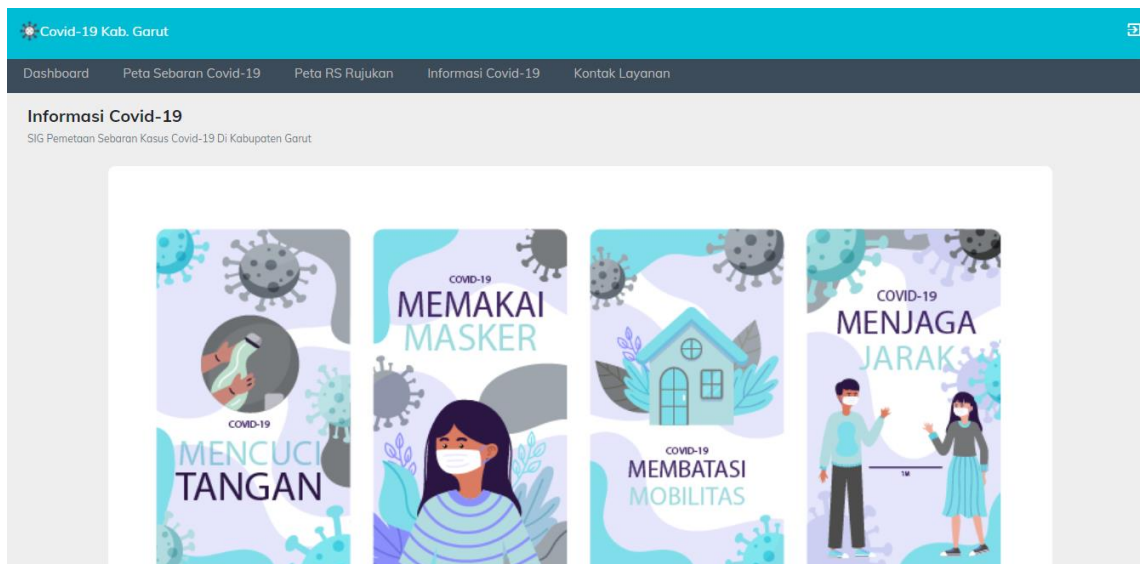 Covid-19 Kab. Garut
Dashboard Peta Sebaran Covid-19 Peta RS Rujukan Informasi Covid-19 Kontak Layanan
Informasi Covid-19
SIG Pemetaan Sebaran Kasus Covid-19 Di Kabupaten Garut
COVID-19
MENCUCI
TANGAN
COVID-19
MEMAKAI
MASKER
COVID-19
MEMBATASI
MOBILITAS
COVID-19
MENJAGA
JARAK
1M